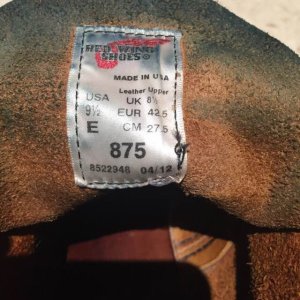 RED WING
SHOES®
MADE IN USA
Leather Upper
USA UK 8½
9½ EUR 42.5
E CM 27.5
875
8522948 04/12